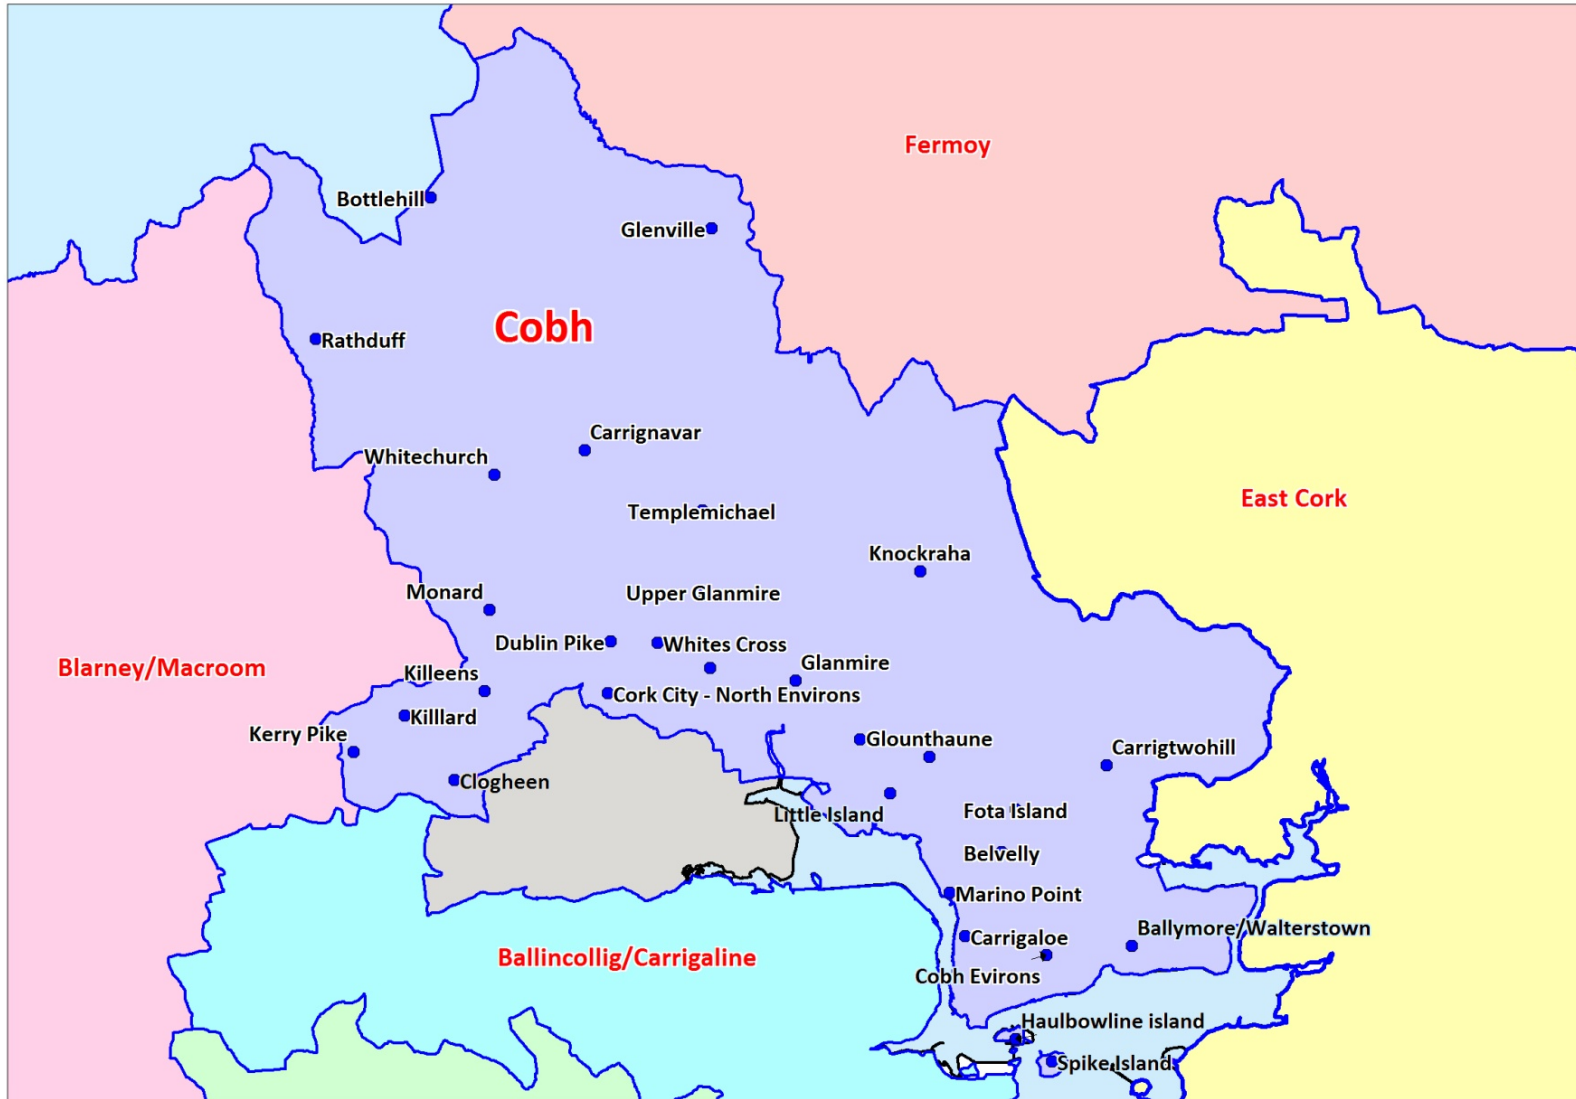 Fermoy
Bottlehill
Glenville
Cobh
Rathduff
Carrignavar
Whitechurch
East Cork
Templemichael
Knockraha
Monard
Upper Glanmire
Dublin Pike
Whites Cross
Blarney/Macroom
Glanmire
Killeens
Cork City - North Environs
Killlard
Kerry Pike
Glounthaune
Carrigtwohill
Clogheen
Little Island
Fota Island
Belvelly
Marino Point
Ballymore/Walterstown
Carrigaloe
Ballincollig/Carrigaline
Cobh Evirons
Haulbowline island
Spike Island